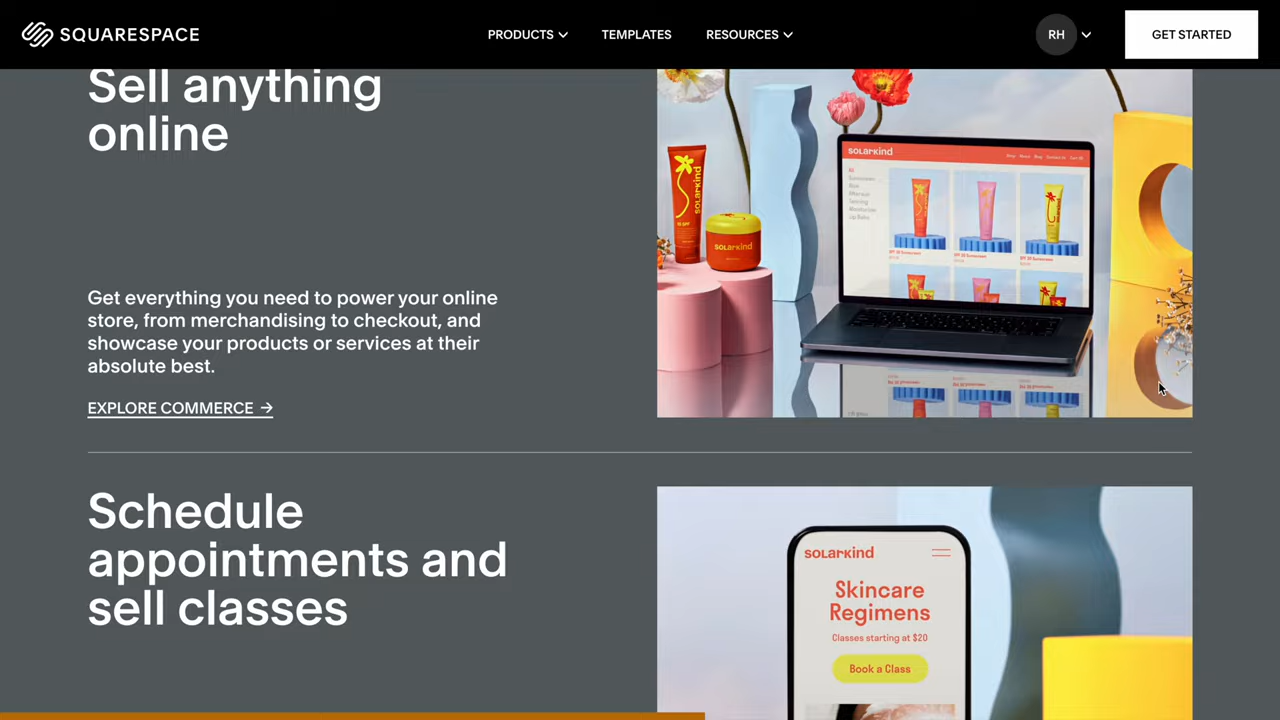 SQUARESPACE
PRODUCTS
TEMPLATES
RESOURCES
RH
GET STARTED
Sell anything
online
Get everything you need to power your online
store, from merchandising to checkout, and
showcase your products or services at their
absolute best.
EXPLORE COMMERCE →
solarkind
solarkind
solarkind
Schedule
appointments and
sell classes
solarkind
Skincare
Regimens
Classes starting at $20
Book a Class